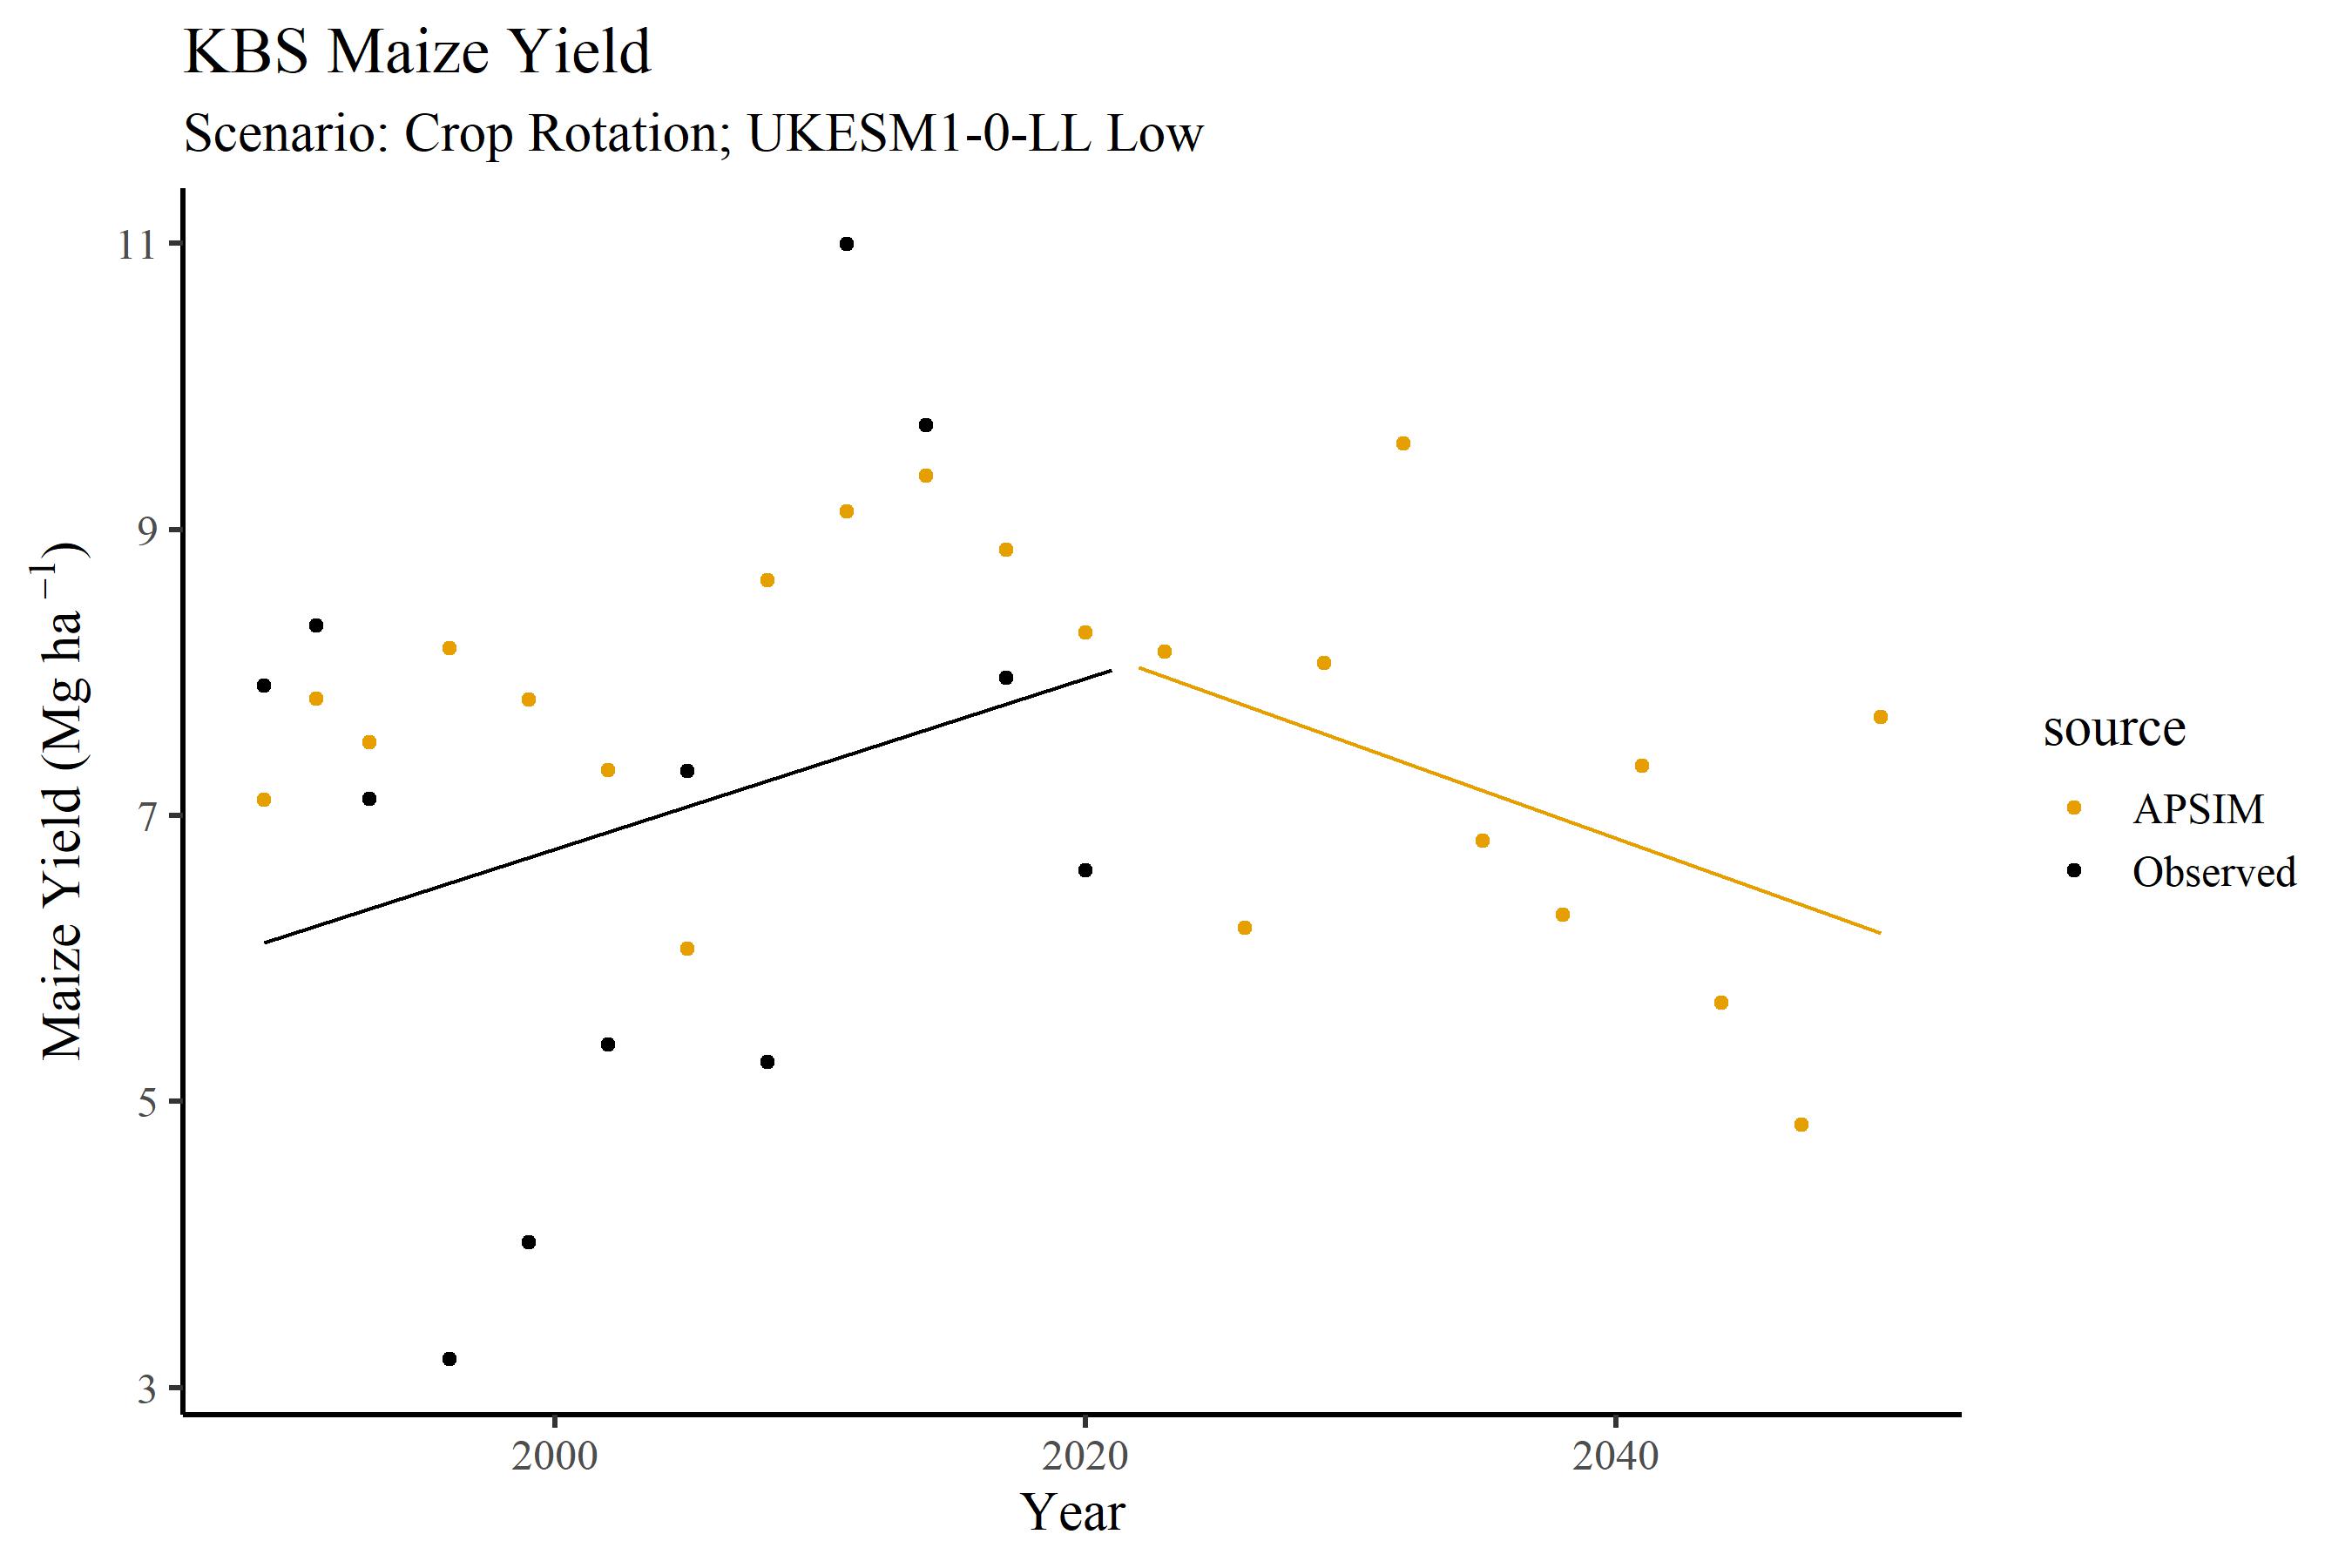 KBS Maize Yield
Scenario: Crop Rotation; UKESM1-0-LL Low
11
9
7
5
3
Maize Yield (Mg ha⁻¹)
2000
2020
2040
Year
source
APSIM
Observed